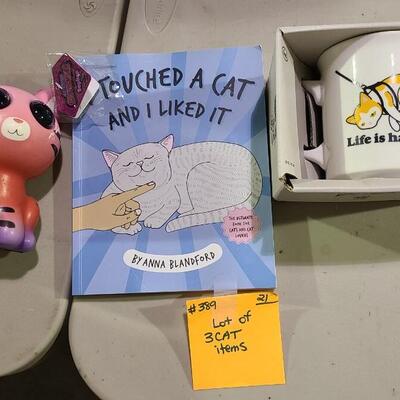 TOUCHED A CAT
AND I LIKED IT
THE ULTIMATE
BOOK FOR
CATS AND CAT
LOVERS
BY ANNA BLANDFORD
Life is ha
#389 21
Lot of
3 CAT
items